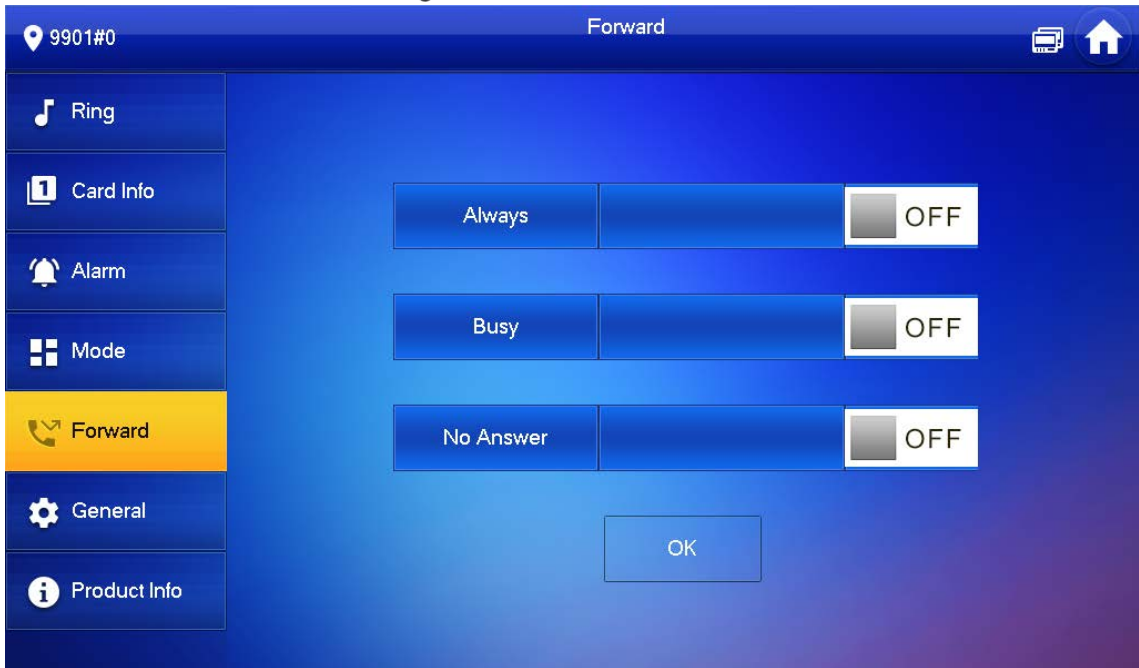 9901#0
Forward
Ring
1 Card Info
Alarm
Mode
Forward
General
i Product Info
Always OFF
Busy OFF
No Answer OFF
OK